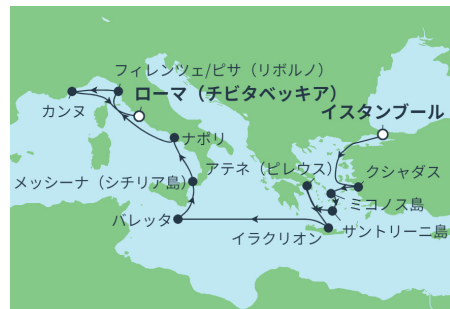 フィレンツェ/ピサ（リボルノ）
カンヌ
ローマ（チビタベッキア）
イスタンブール
ナポリ
アテネ（ピレウス）
クシャダス
メッシーナ（シチリア島）
ミコノス島
バレッタ
イラクリオン
サントリーニ島